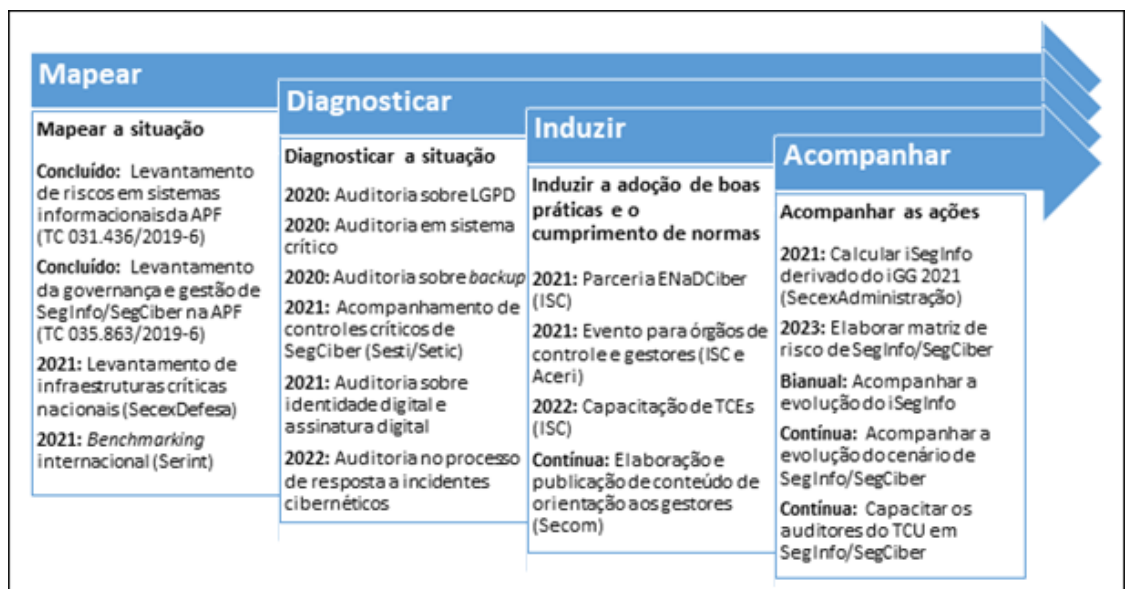 Mapear
Mapear a situação
Concluído: Levantamento
de riscos em sistemas
informacionais da APF
(TC 031.436/2019-6)
Concluído: Levantamento
da governança e gestão de
SegInfo/SegCiber na APF
(TC 035.863/2019-6)
2021: Levantamento de
infraestruturas críticas
nacionais (SecexDefesa)
2021: Benchmarking
internacional (Serint)
Diagnosticar
Diagnosticar a situação
2020: Auditoria sobre LGPD
2020: Auditoria em sistema
crítico
2020: Auditoria sobre backup
2021: Acompanhamento de
controles críticos de
SegCiber (Sesti/Setic)
2021: Auditoria sobre
identidade digital e
assinatura digital
2022: Auditoria no processo
de resposta a incidentes
cibernéticos
Induzir
Induzir a adoção de boas
práticas e o
cumprimento de normas
2021: Parceria ENaDCiber
(ISC)
2021: Evento para órgãos de
controle e gestores (ISC e
Aceri)
2022: Capacitação de TCEs
(ISC)
Contínua: Elaboração e
publicação de conteúdo de
orientação aos gestores
(Secom)
Acompanhar
Acompanhar as ações
2021: Calcular iSegInfo
derivado do iGG 2021
(SecexAdministração)
2023: Elaborar matriz de
risco de SegInfo/SegCiber
Bianual: Acompanhar a
evolução do iSegInfo
Contínua: Acompanhar a
evolução do cenário de
SegInfo/SegCiber
Contínua: Capacitar os
auditores do TCU em
SegInfo/SegCiber